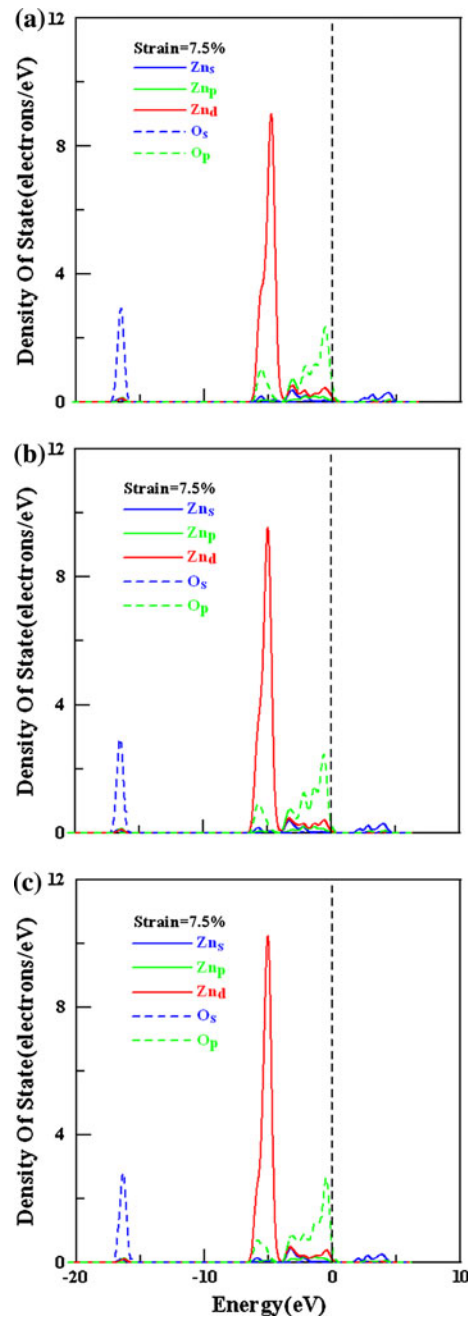 (a)
12
8
4
0
Density Of State(electrons/eV)
Strain=7.5%
Zns
Znp
Znd
Os
Op
(b)
12
8
4
0
Density Of State(electrons/eV)
Strain=7.5%
Zns
Znp
Znd
Os
Op
(c)
12
8
4
0
Density Of State(electrons/eV)
Strain=7.5%
Zns
Znp
Znd
Os
Op
-20
-10
0
10
Energy(eV)